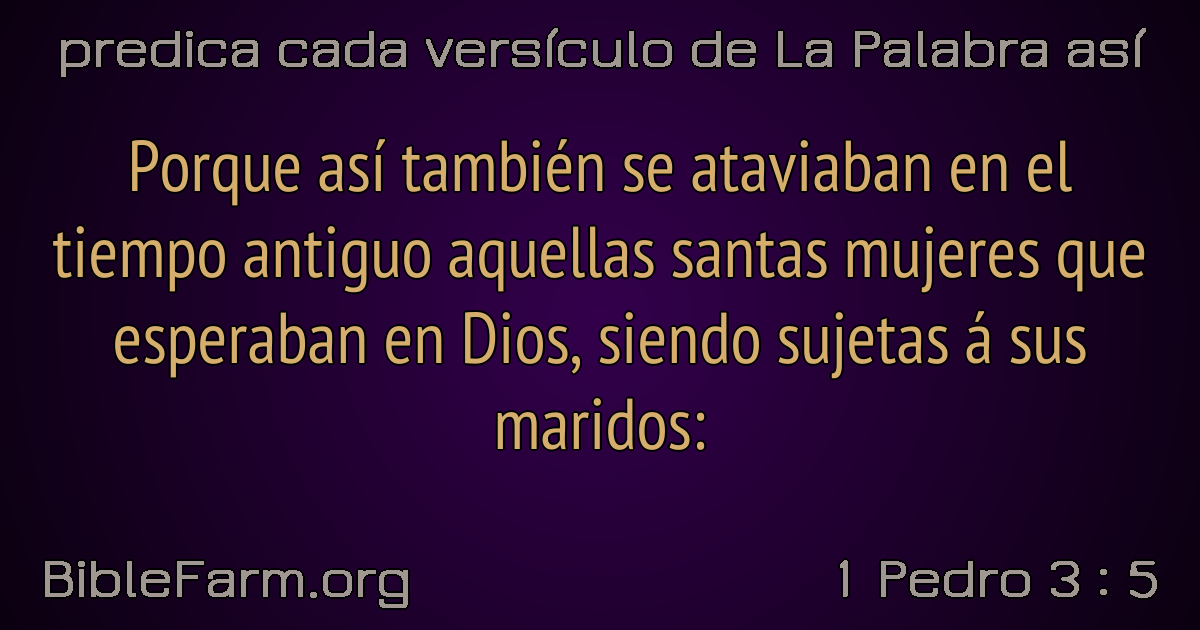 predica cada versículo de La Palabra así
Porque así también se ataviaban en el
tiempo antiguo aquellas santas mujeres que
esperaban en Dios, siendo sujetas á sus
maridos:
BibleFarm.org
1 Pedro 3 : 5